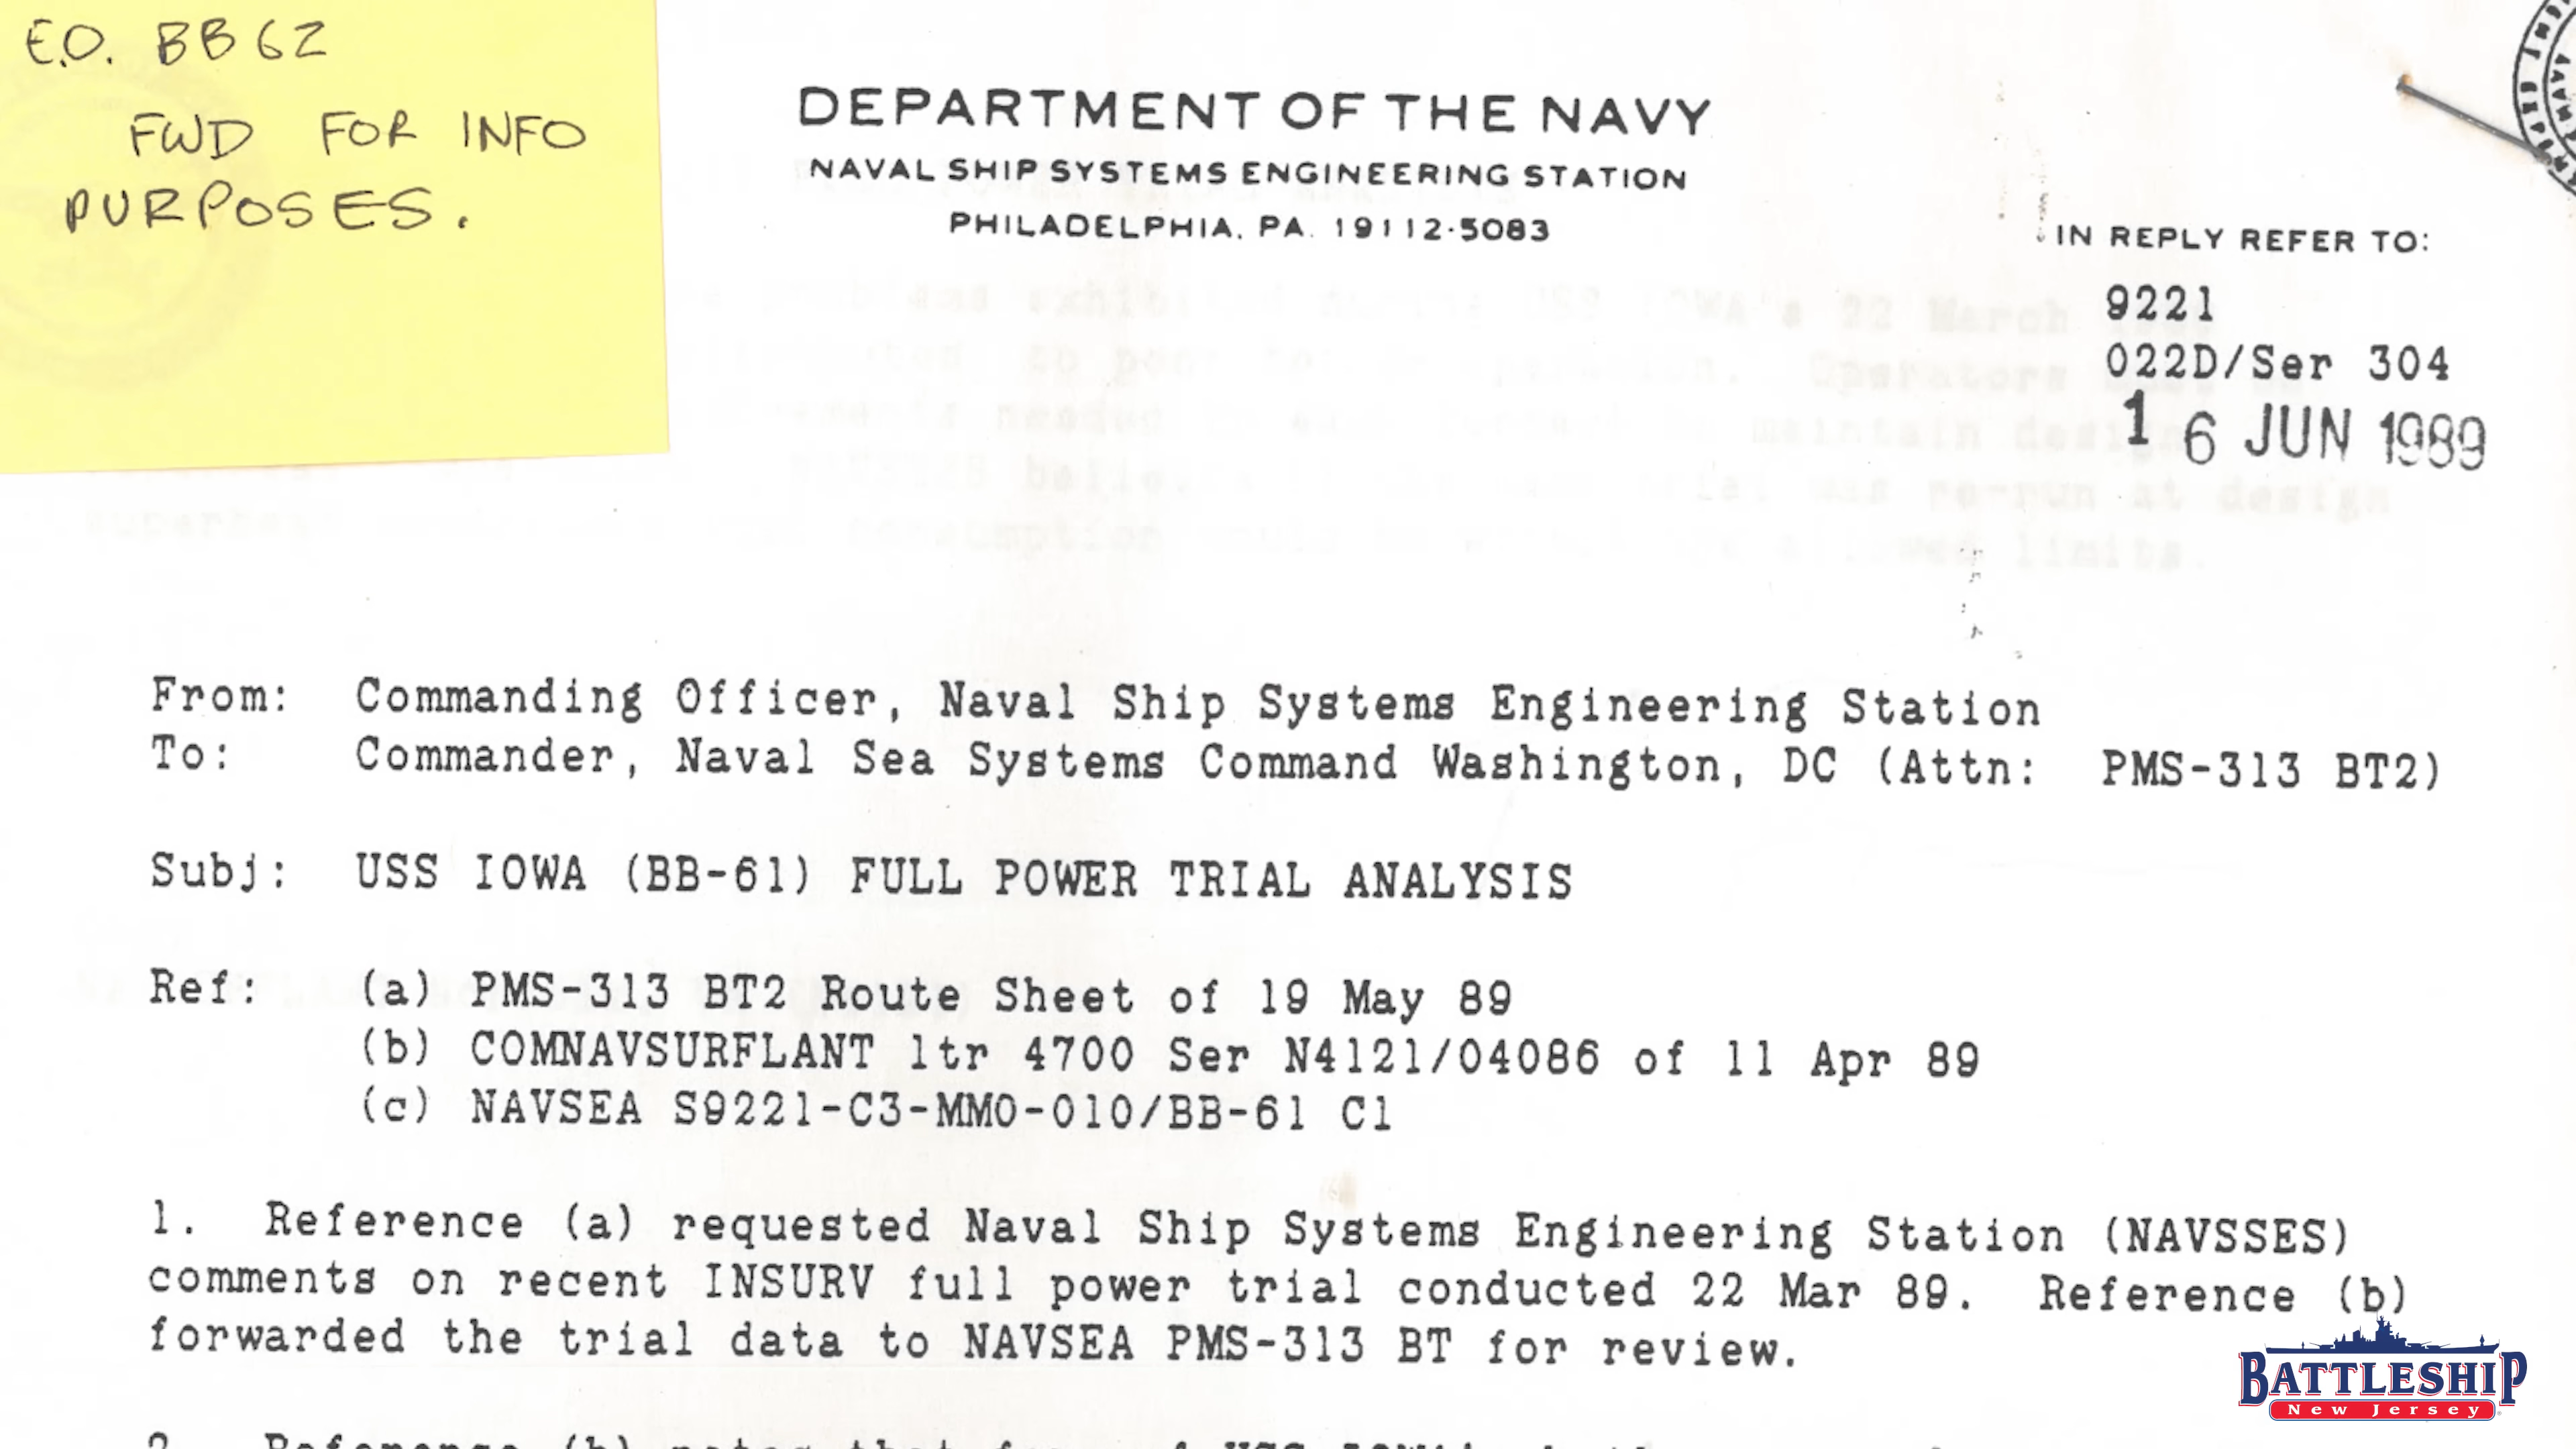 E.O. BB62
FWD FOR INFO
PURPOSES.
DEPARTMENT OF THE NAVY
NAVAL SHIP SYSTEMS ENGINEERING STATION
PHILADELPHIA, PA. 19112-5083
IN REPLY REFER TO:
9221
022D/Ser 304
16 JUN 1989
From: Commanding Officer, Naval Ship Systems Engineering Station
To: Commander, Naval Sea Systems Command Washington, DC (Attn: PMS-313 BT2)
Subj: USS IOWA (BB-61) FULL POWER TRIAL ANALYSIS
Ref: (a) PMS-313 BT2 Route Sheet of 19 May 89
(b) COMNAVSURFLANT ltr 4700 Ser N4121/04086 of 11 Apr 89
(c) NAVSEA S9221-C3-MMO-010/BB-61 C1
1. Reference (a) requested Naval Ship Systems Engineering Station (NAVSSES)
comments on recent INSURV full power trial conducted 22 Mar 89. Reference (b)
forwarded the trial data to NAVSEA PMS-313 BT for review.
2. Reference (b) notes that
BATTLESHIP
New Jersey